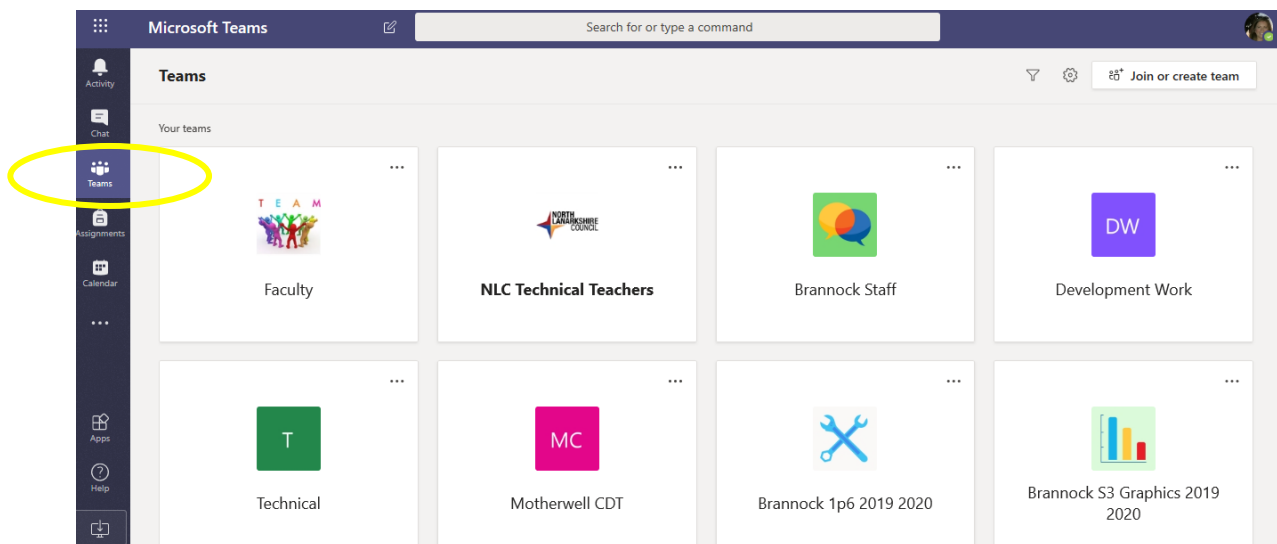 Microsoft Teams
Search for or type a command
Activity
Chat
Teams
Assignments
Calendar
Apps
Help
Teams
Join or create team
Your teams
TEAM
Faculty
NORTH
LANARKSHIRE
COUNCIL
NLC Technical Teachers
Brannock Staff
DW
Development Work
T
Technical
MC
Motherwell CDT
Brannock 1p6 2019 2020
Brannock S3 Graphics 2019
2020